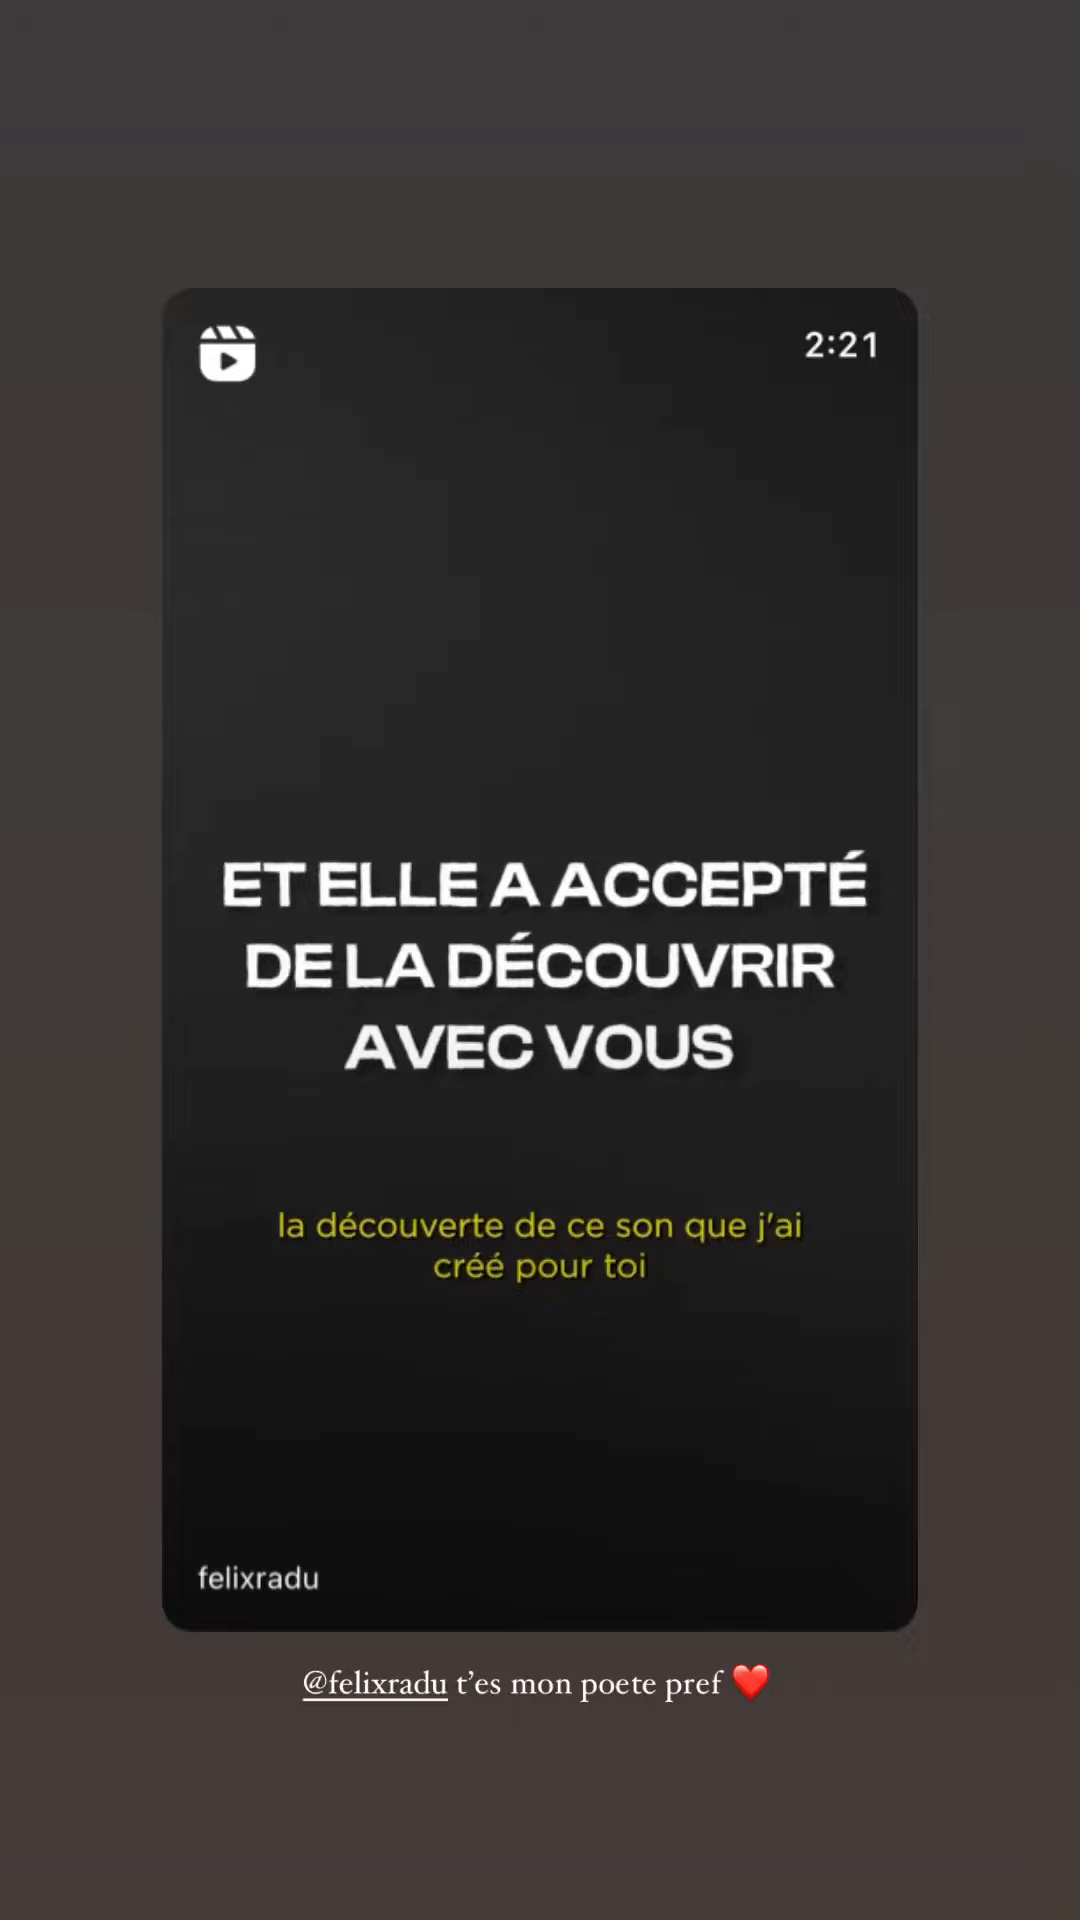 2:21
ET ELLE A ACCEPTÉ
DE LA DÉCOUVRIR
AVEC VOUS
la découverte de ce son que j'ai
créé pour toi
felixradu
@felixradu t’es mon poete pref ❤️